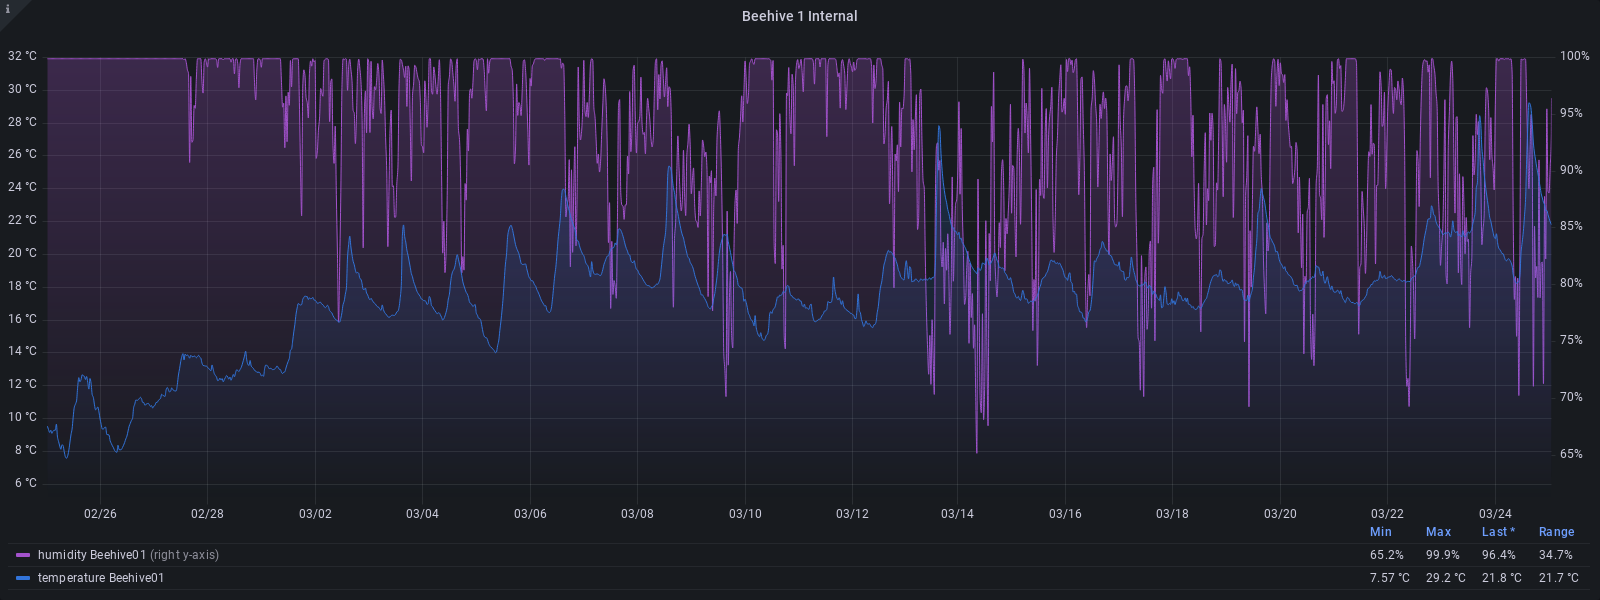 i
Beehive 1 Internal
32 °C 100%
30 °C
28 °C 95%
26 °C
24 °C 90%
22 °C 85%
20 °C
18 °C 80%
16 °C
14 °C 75%
12 °C 70%
10 °C
8 °C 65%
6 °C
02/26 02/28 03/02 03/04 03/06 03/08 03/10 03/12 03/14 03/16 03/18 03/20 03/22 03/24
Min Max Last * Range
humidity Beehive01 (right y-axis) 65.2% 99.9% 96.4% 34.7%
temperature Beehive01 7.57 °C 29.2 °C 21.8 °C 21.7 °C